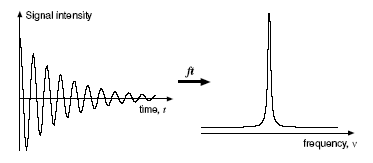 Signal intensity
time, t
ft
frequency, ν